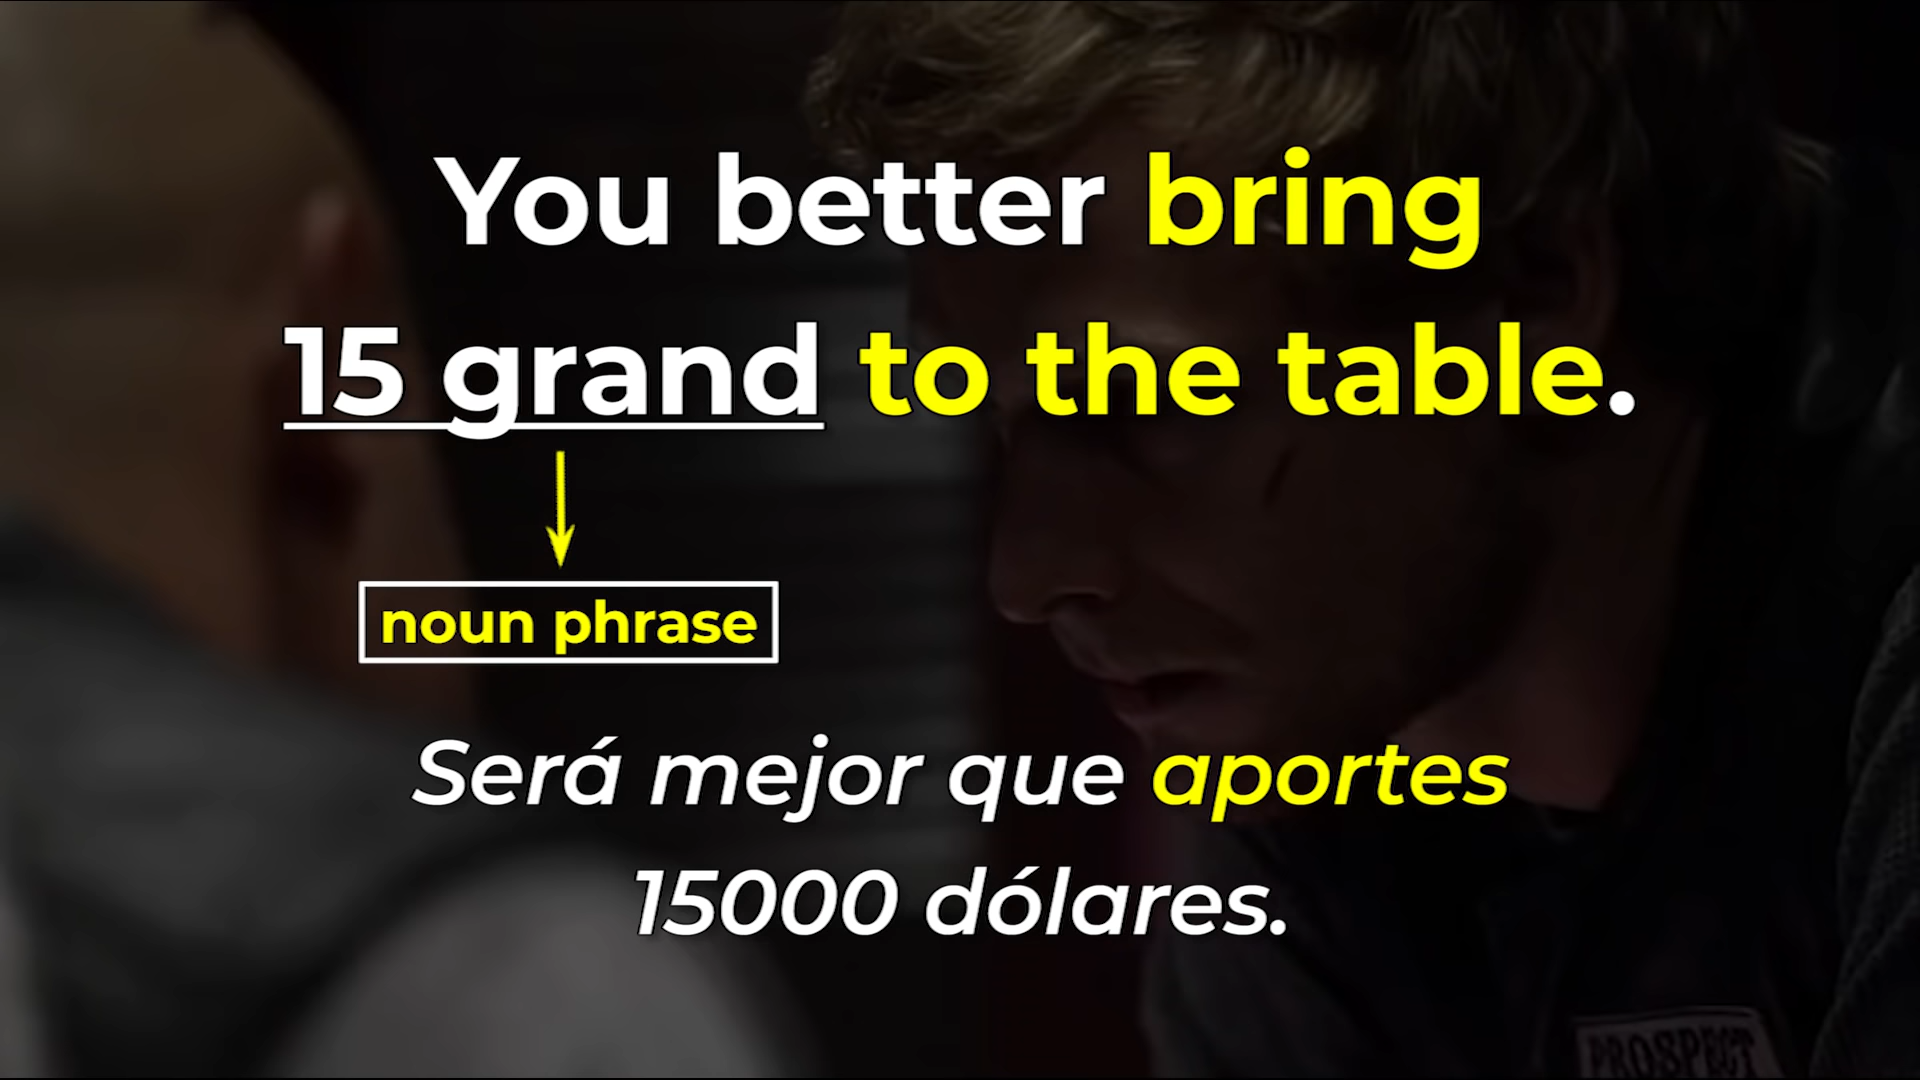 You better bring
15 grand to the table.
noun phrase
Será mejor que aportes
15000 dólares.
PROSPECT